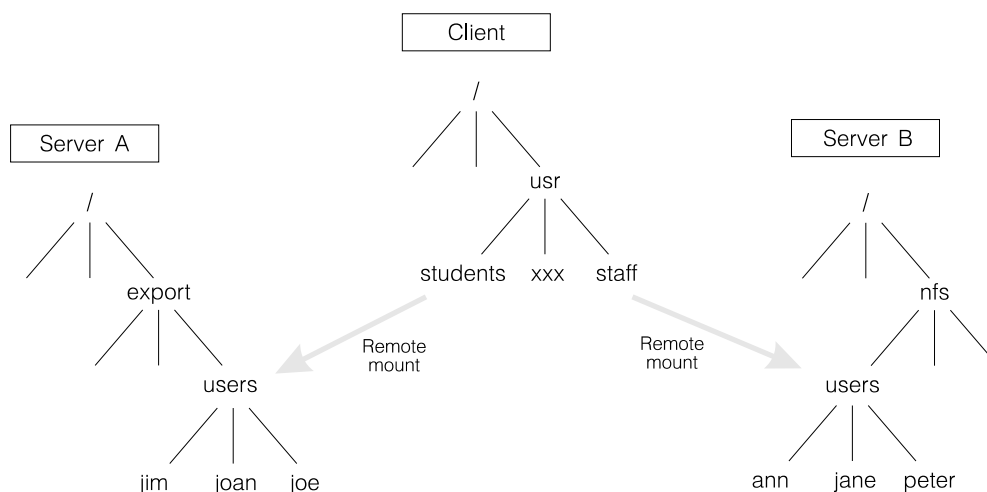 Client
/
Server A
Server B
usr
/
/
students xxx staff
export
nfs
Remote
mount
Remote
mount
users
users
jim joan joe
ann jane peter